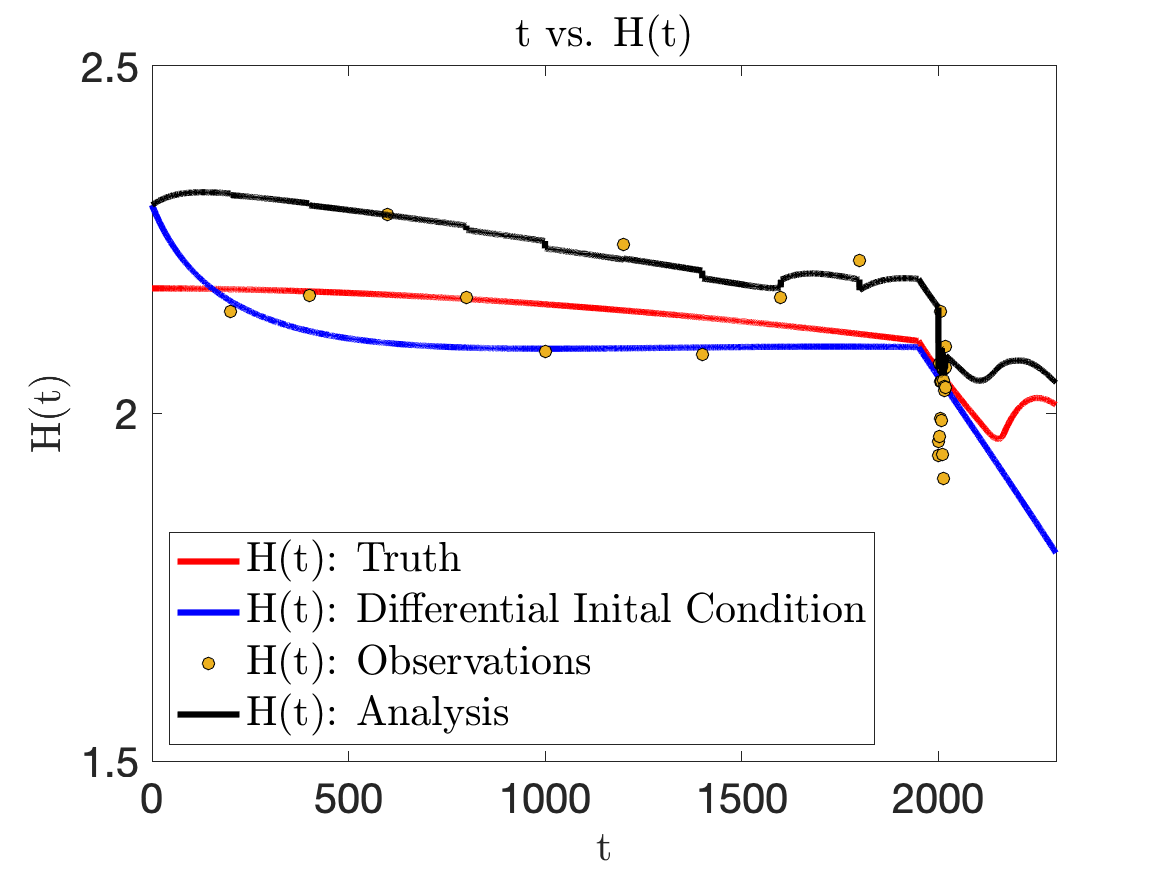 t vs. H(t)
2.5
2
1.5
H(t)
H(t): Truth
H(t): Differential Inital Condition
H(t): Observations
H(t): Analysis
0 500 1000 1500 2000
t